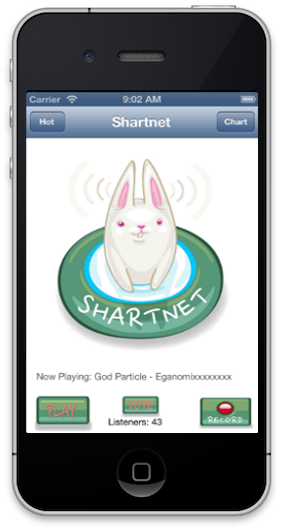 Carrier 9:02 AM
Hot Shartnet Chart
SHARTNET
Now Playing: God Particle - Eganomixxxxxxxx
PLAY VOTE RECORD
Listeners: 43